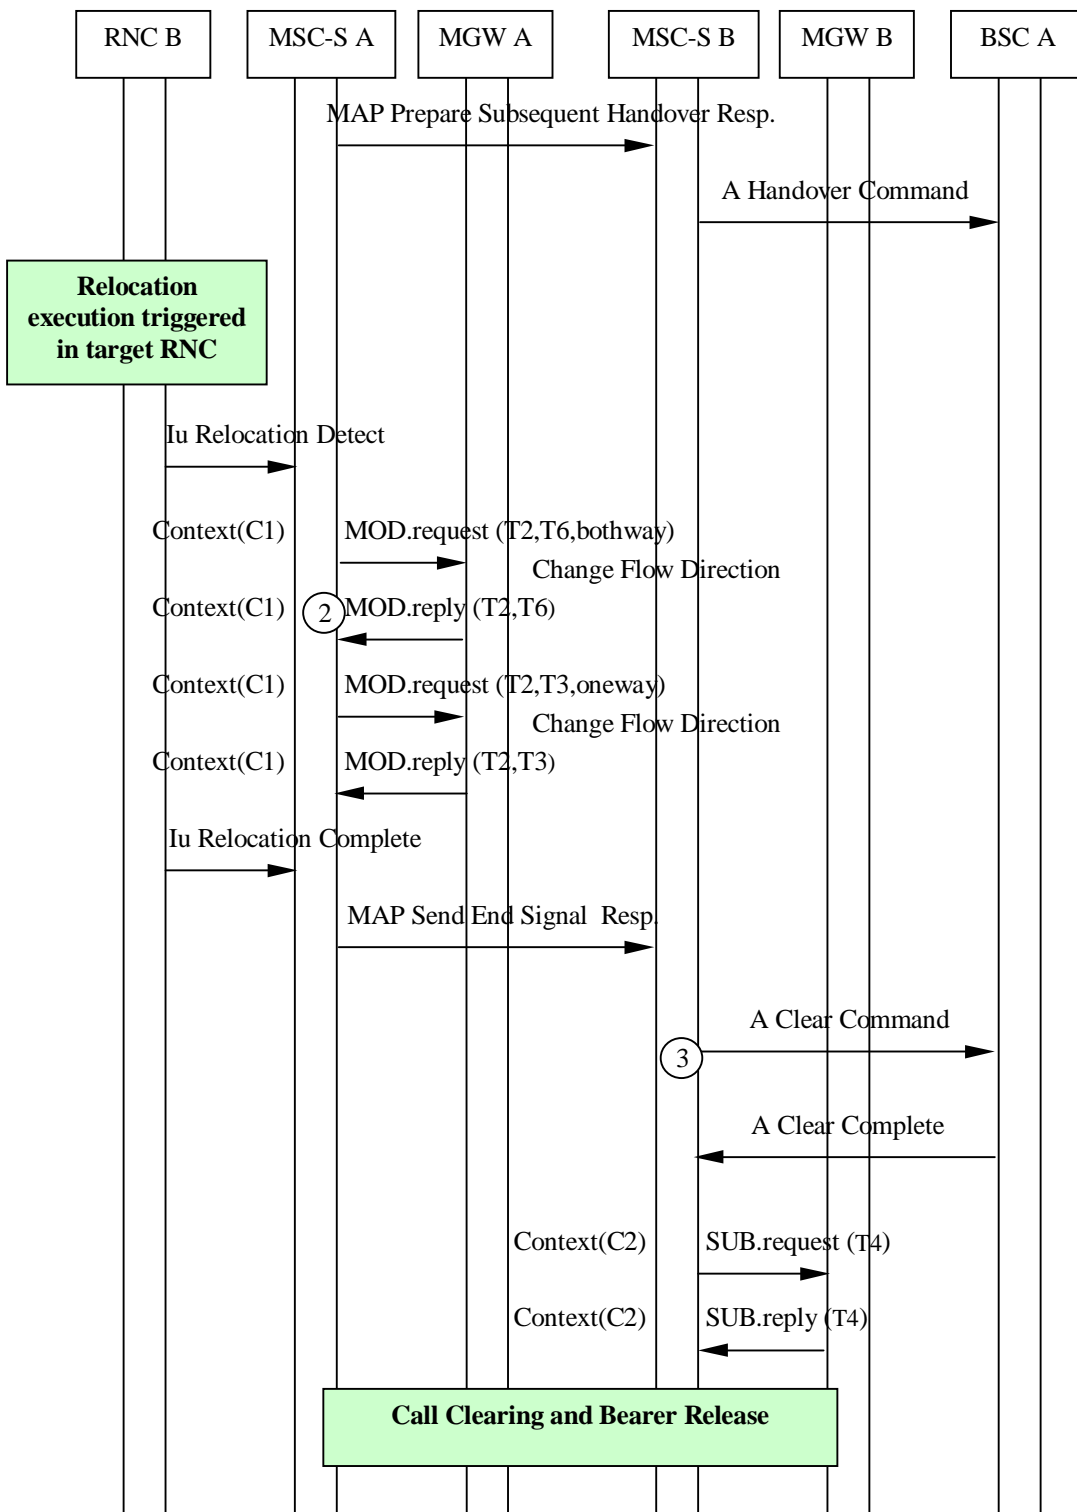 RNC B MSC-S A MGW A MSC-S B MGW B BSC A
MAP Prepare Subsequent Handover Resp.
A Handover Command
Relocation
execution triggered
in target RNC
Iu Relocation Detect
Context(C1) MOD.request (T2,T6,bothway)
Change Flow Direction
Context(C1) 2 MOD.reply (T2,T6)
Context(C1) MOD.request (T2,T3,oneway)
Change Flow Direction
Context(C1) MOD.reply (T2,T3)
Iu Relocation Complete
MAP Send End Signal Resp.
A Clear Command
3
A Clear Complete
Context(C2) SUB.request (T4)
Context(C2) SUB.reply (T4)
Call Clearing and Bearer Release